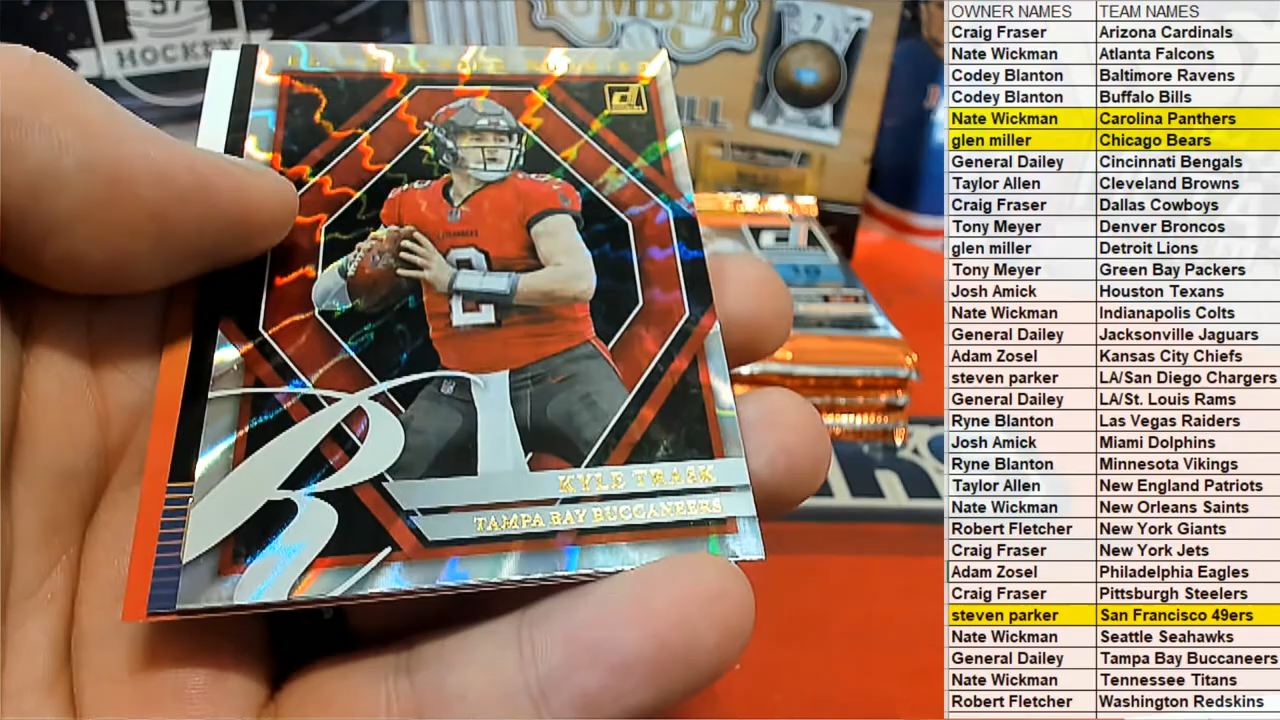 57
HOCKEY
TUMBLER
7
KYLE TRASK
TAMPA BAY BUCCANEERS
2
OWNER NAMES TEAM NAMES
Craig Fraser Arizona Cardinals
Nate Wickman Atlanta Falcons
Codey Blanton Baltimore Ravens
Codey Blanton Buffalo Bills
Nate Wickman Carolina Panthers
glen miller Chicago Bears
General Dailey Cincinnati Bengals
Taylor Allen Cleveland Browns
Craig Fraser Dallas Cowboys
Tony Meyer Denver Broncos
glen miller Detroit Lions
Tony Meyer Green Bay Packers
Josh Amick Houston Texans
Nate Wickman Indianapolis Colts
General Dailey Jacksonville Jaguars
Adam Zosel Kansas City Chiefs
steven parker LA/San Diego Chargers
General Dailey LA/St. Louis Rams
Ryne Blanton Las Vegas Raiders
Josh Amick Miami Dolphins
Ryne Blanton Minnesota Vikings
Taylor Allen New England Patriots
Nate Wickman New Orleans Saints
Robert Fletcher New York Giants
Craig Fraser New York Jets
Adam Zosel Philadelphia Eagles
Craig Fraser Pittsburgh Steelers
steven parker San Francisco 49ers
Nate Wickman Seattle Seahawks
General Dailey Tampa Bay Buccaneers
Nate Wickman Tennessee Titans
Robert Fletcher Washington Redskins